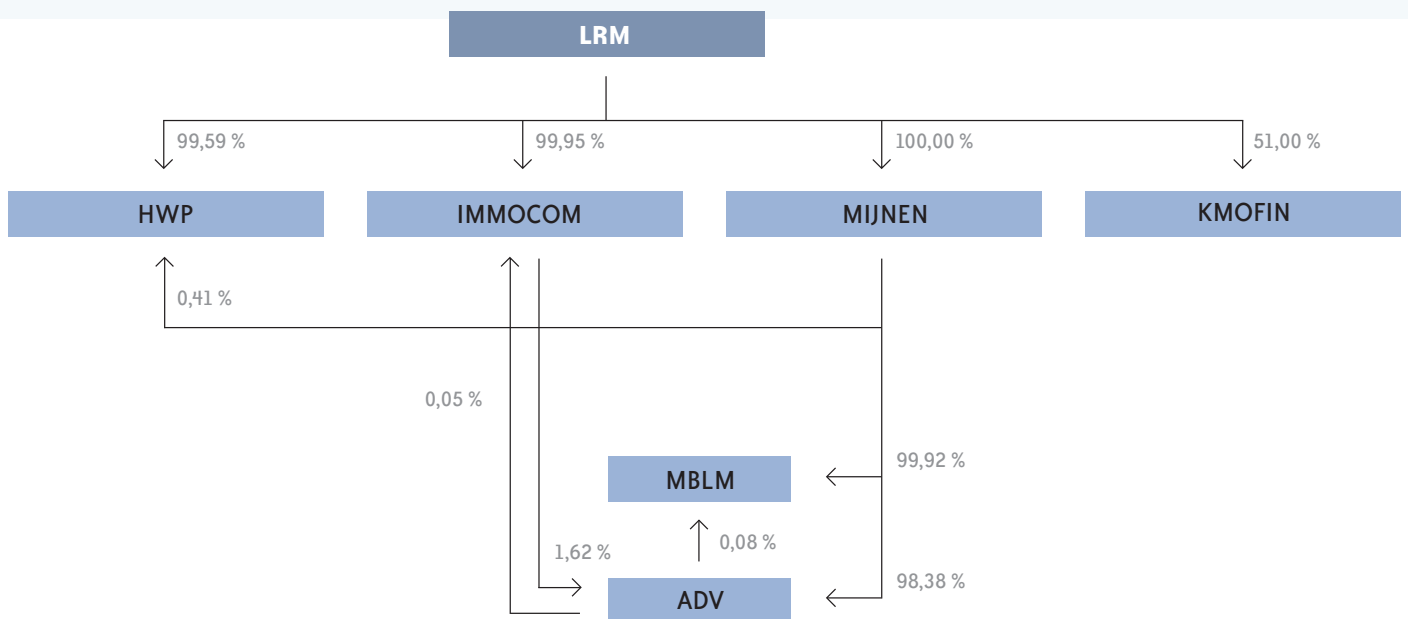 LRM
99,59 %
99,95 %
100,00 %
51,00 %
HWP
IMMOCOM
MIJNEN
KMOFIN
0,41 %
0,05 %
99,92 %
MBLM
0,08 %
1,62 %
98,38 %
ADV